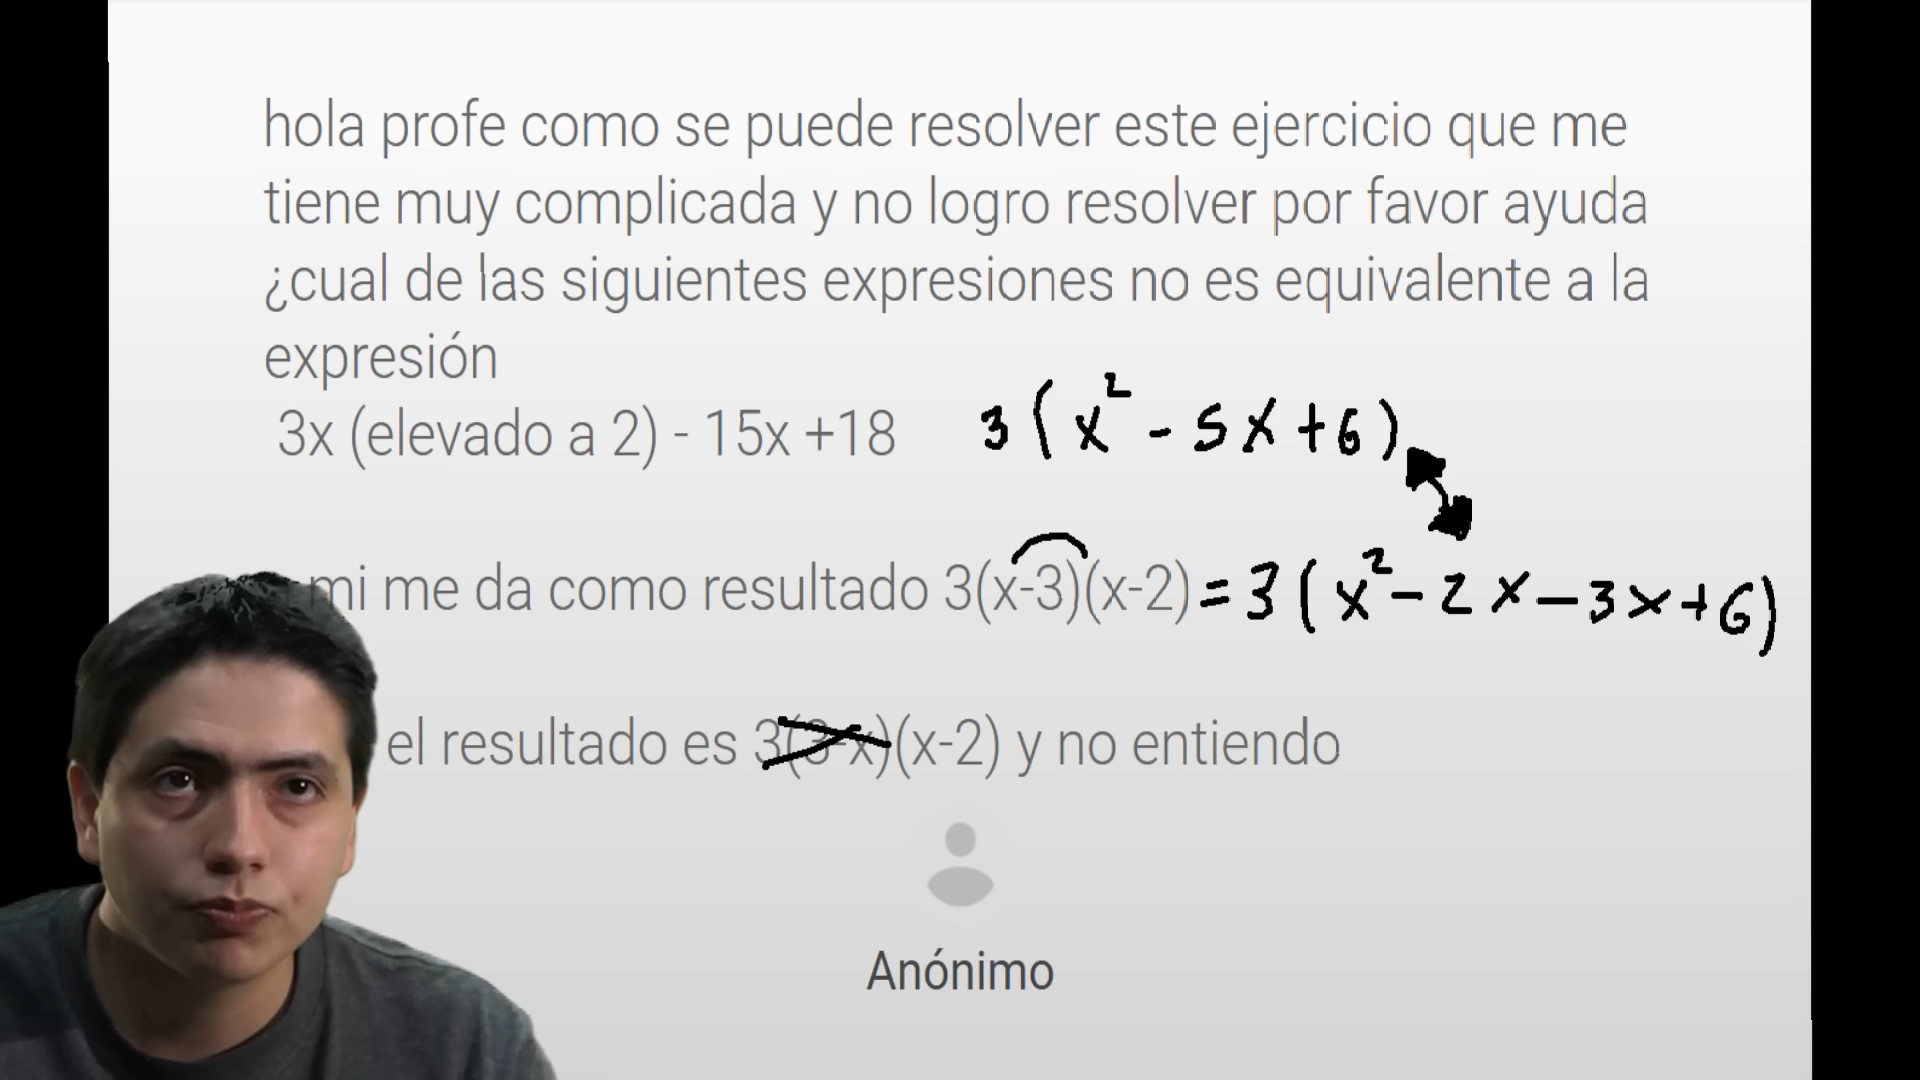 hola profe como se puede resolver este ejercicio que me
tiene muy complicada y no logro resolver por favor ayuda
¿cual de las siguientes expresiones no es equivalente a la
expresión
3x (elevado a 2) - 15x +18 3(x² - 5x+6)
mi me da como resultado 3(x-3)(x-2) = 3(x² - 2x - 3x + 6)
el resultado es 3(3-x)(x-2) y no entiendo
Anónimo